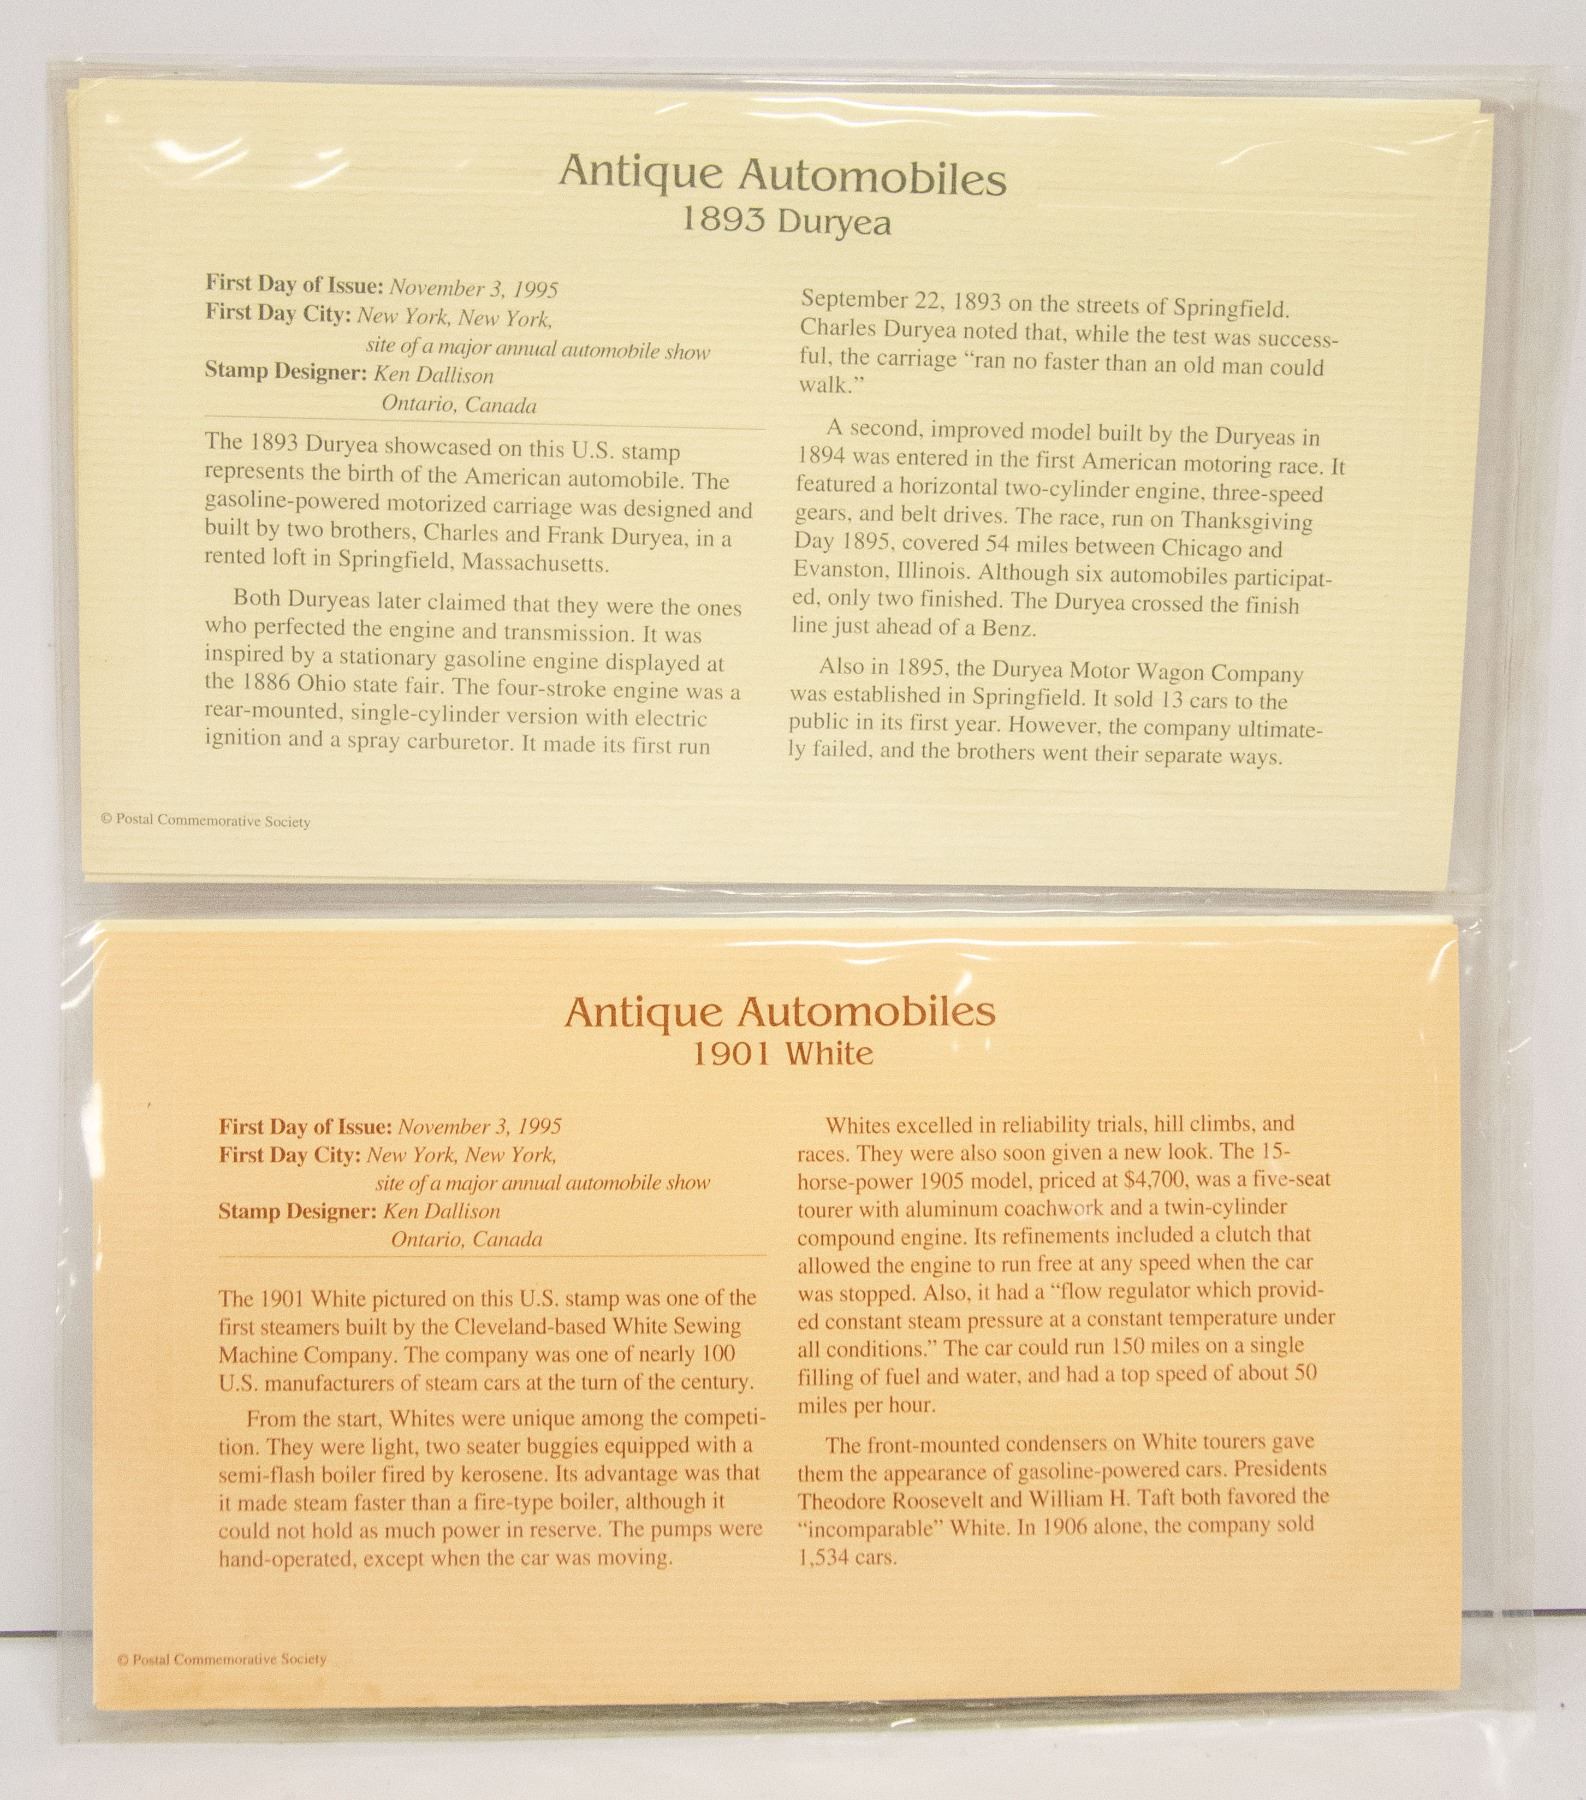 Antique Automobiles
1893 Duryea
First Day of Issue: November 3, 1995
First Day City: New York, New York,
site of a major annual automobile show
Stamp Designer: Ken Dallison
Ontario, Canada
The 1893 Duryea showcased on this U.S. stamp
represents the birth of the American automobile. The
gasoline-powered motorized carriage was designed and
built by two brothers, Charles and Frank Duryea, in a
rented loft in Springfield, Massachusetts.
Both Duryeas later claimed that they were the ones
who perfected the engine and transmission. It was
inspired by a stationary gasoline engine displayed at
the 1886 Ohio state fair. The four-stroke engine was a
rear-mounted, single-cylinder version with electric
ignition and a spray carburetor. It made its first run
September 22, 1893 on the streets of Springfield.
Charles Duryea noted that, while the test was success-
ful, the carriage “ran no faster than an old man could
walk.”
A second, improved model built by the Duryeas in
1894 was entered in the first American motoring race. It
featured a horizontal two-cylinder engine, three-speed
gears, and belt drives. The race, run on Thanksgiving
Day 1895, covered 54 miles between Chicago and
Evanston, Illinois. Although six automobiles participat-
ed, only two finished. The Duryea crossed the finish
line just ahead of a Benz.
Also in 1895, the Duryea Motor Wagon Company
was established in Springfield. It sold 13 cars to the
public in its first year. However, the company ultimate-
ly failed, and the brothers went their separate ways.
© Postal Commemorative Society
Antique Automobiles
1901 White
First Day of Issue: November 3, 1995
First Day City: New York, New York,
site of a major annual automobile show
Stamp Designer: Ken Dallison
Ontario, Canada
The 1901 White pictured on this U.S. stamp was one of the
first steamers built by the Cleveland-based White Sewing
Machine Company. The company was one of nearly 100
U.S. manufacturers of steam cars at the turn of the century.
From the start, Whites were unique among the competi-
tion. They were light, two seater buggies equipped with a
semi-flash boiler fired by kerosene. Its advantage was that
it made steam faster than a fire-type boiler, although it
could not hold as much power in reserve. The pumps were
hand-operated, except when the car was moving.
Whites excelled in reliability trials, hill climbs, and
races. They were also soon given a new look. The 15-
horse-power 1905 model, priced at $4,700, was a five-seat
tourer with aluminum coachwork and a twin-cylinder
compound engine. Its refinements included a clutch that
allowed the engine to run free at any speed when the car
was stopped. Also, it had a “flow regulator which provid-
ed constant steam pressure at a constant temperature under
all conditions.” The car could run 150 miles on a single
filling of fuel and water, and had a top speed of about 50
miles per hour.
The front-mounted condensers on White tourers gave
them the appearance of gasoline-powered cars. Presidents
Theodore Roosevelt and William H. Taft both favored the
“incomparable” White. In 1906 alone, the company sold
1,534 cars.
© Postal Commemorative Society